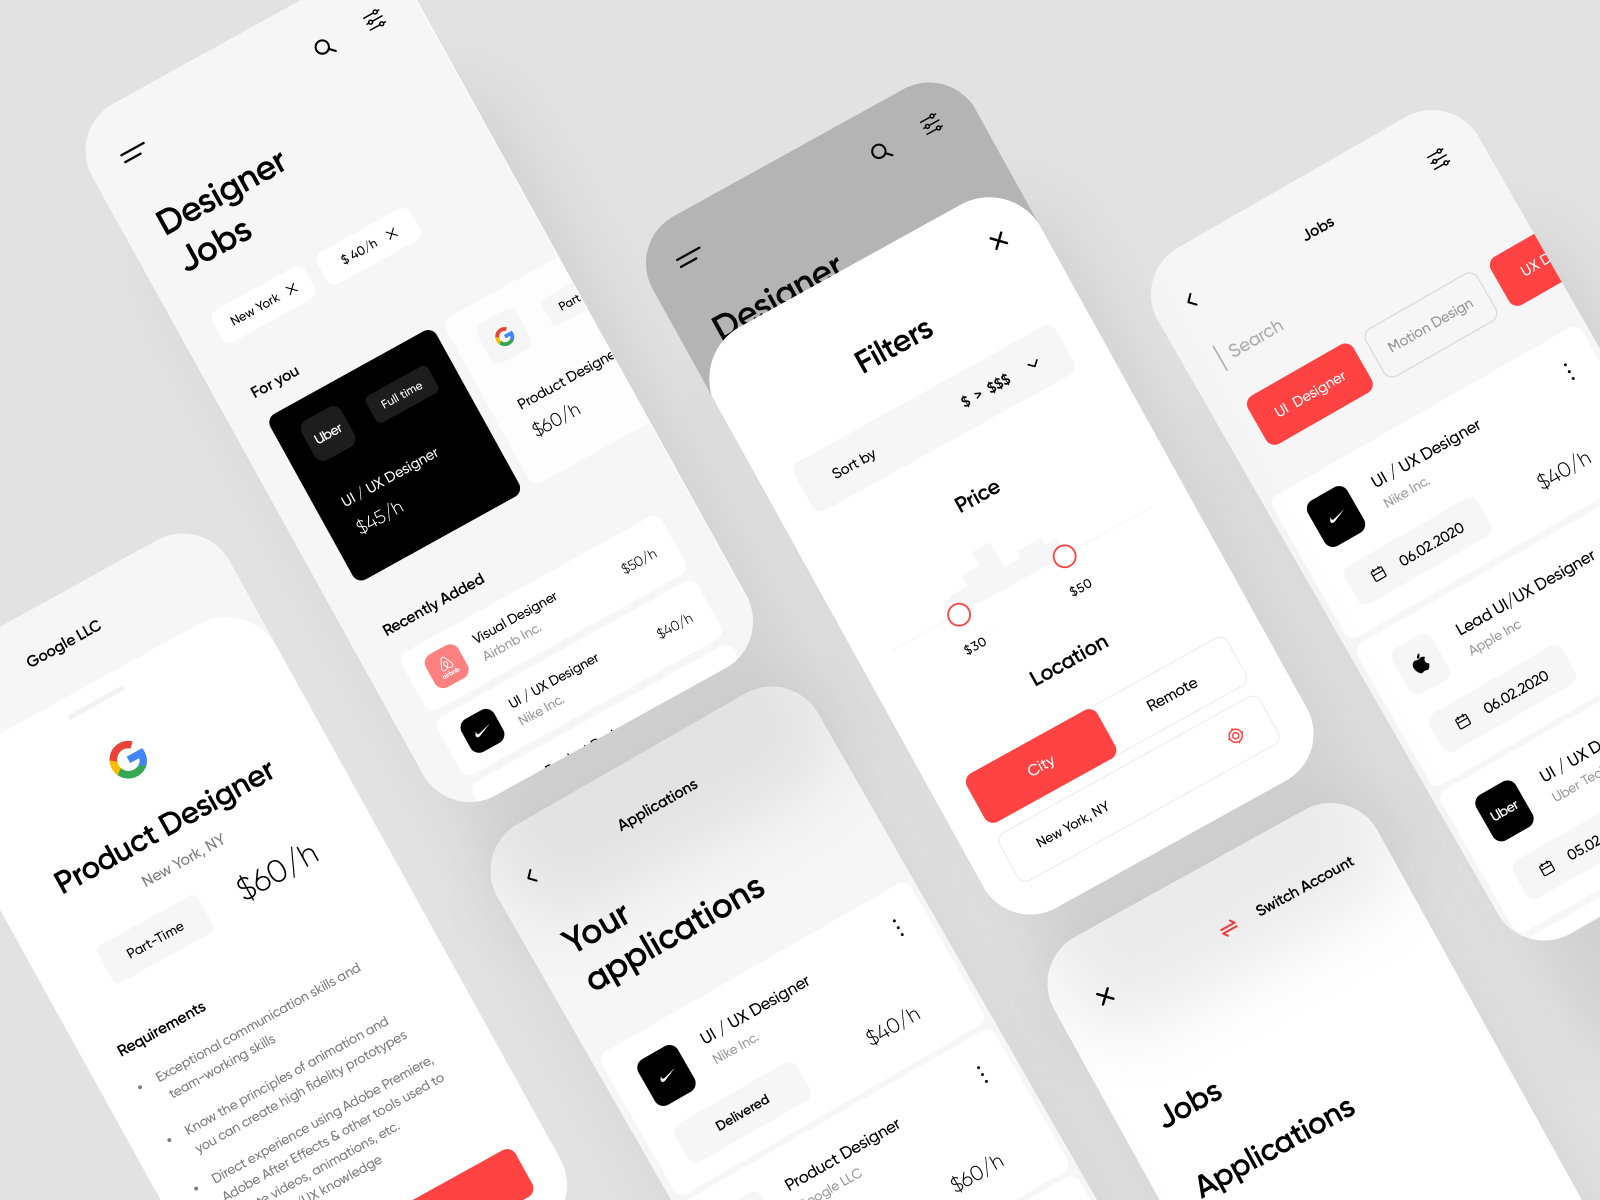 Designer
Jobs
New York
$ 40/h
For you
Uber
Full time
UI / UX Designer
$45/h
Part
Product Designe
$60/h
Recently Added
airbnb
Visual Designer
Airbnb Inc.
$50/h
UI / UX Designer
Nike Inc.
$40/h
Designer
Filters
Sort by
$ > $$$
Price
$30
$50
Location
City
Remote
New York, NY
Jobs
Search
UI Designer
Motion Design
UX D
UI / UX Designer
Nike Inc.
$40/h
06.02.2020
Lead UI/UX Designer
Apple Inc
06.02.2020
Uber
UI / UX D
Uber Tec
05.02
Google LLC
Product Designer
New York, NY
$60/h
Part-Time
Requirements
• Exceptional communication skills and
team-working skills
• Know the principles of animation and
you can create high fidelity prototypes
• Direct experience using Adobe Premiere,
Adobe After Effects & other tools used to
videos, animations, etc.
/UX knowledge
Applications
Your
applications
UI / UX Designer
Nike Inc.
$40/h
Delivered
Product Designer
Google LLC
$60/h
Switch Account
Jobs
Applications